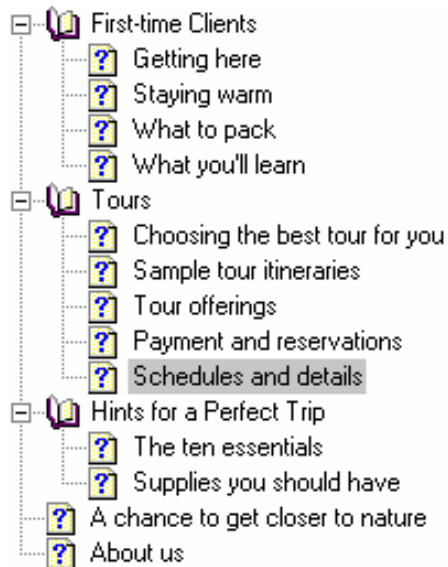 First-time Clients
Getting here
Staying warm
What to pack
What you'll learn
Tours
Choosing the best tour for you
Sample tour itineraries
Tour offerings
Payment and reservations
Schedules and details
Hints for a Perfect Trip
The ten essentials
Supplies you should have
A chance to get closer to nature
About us